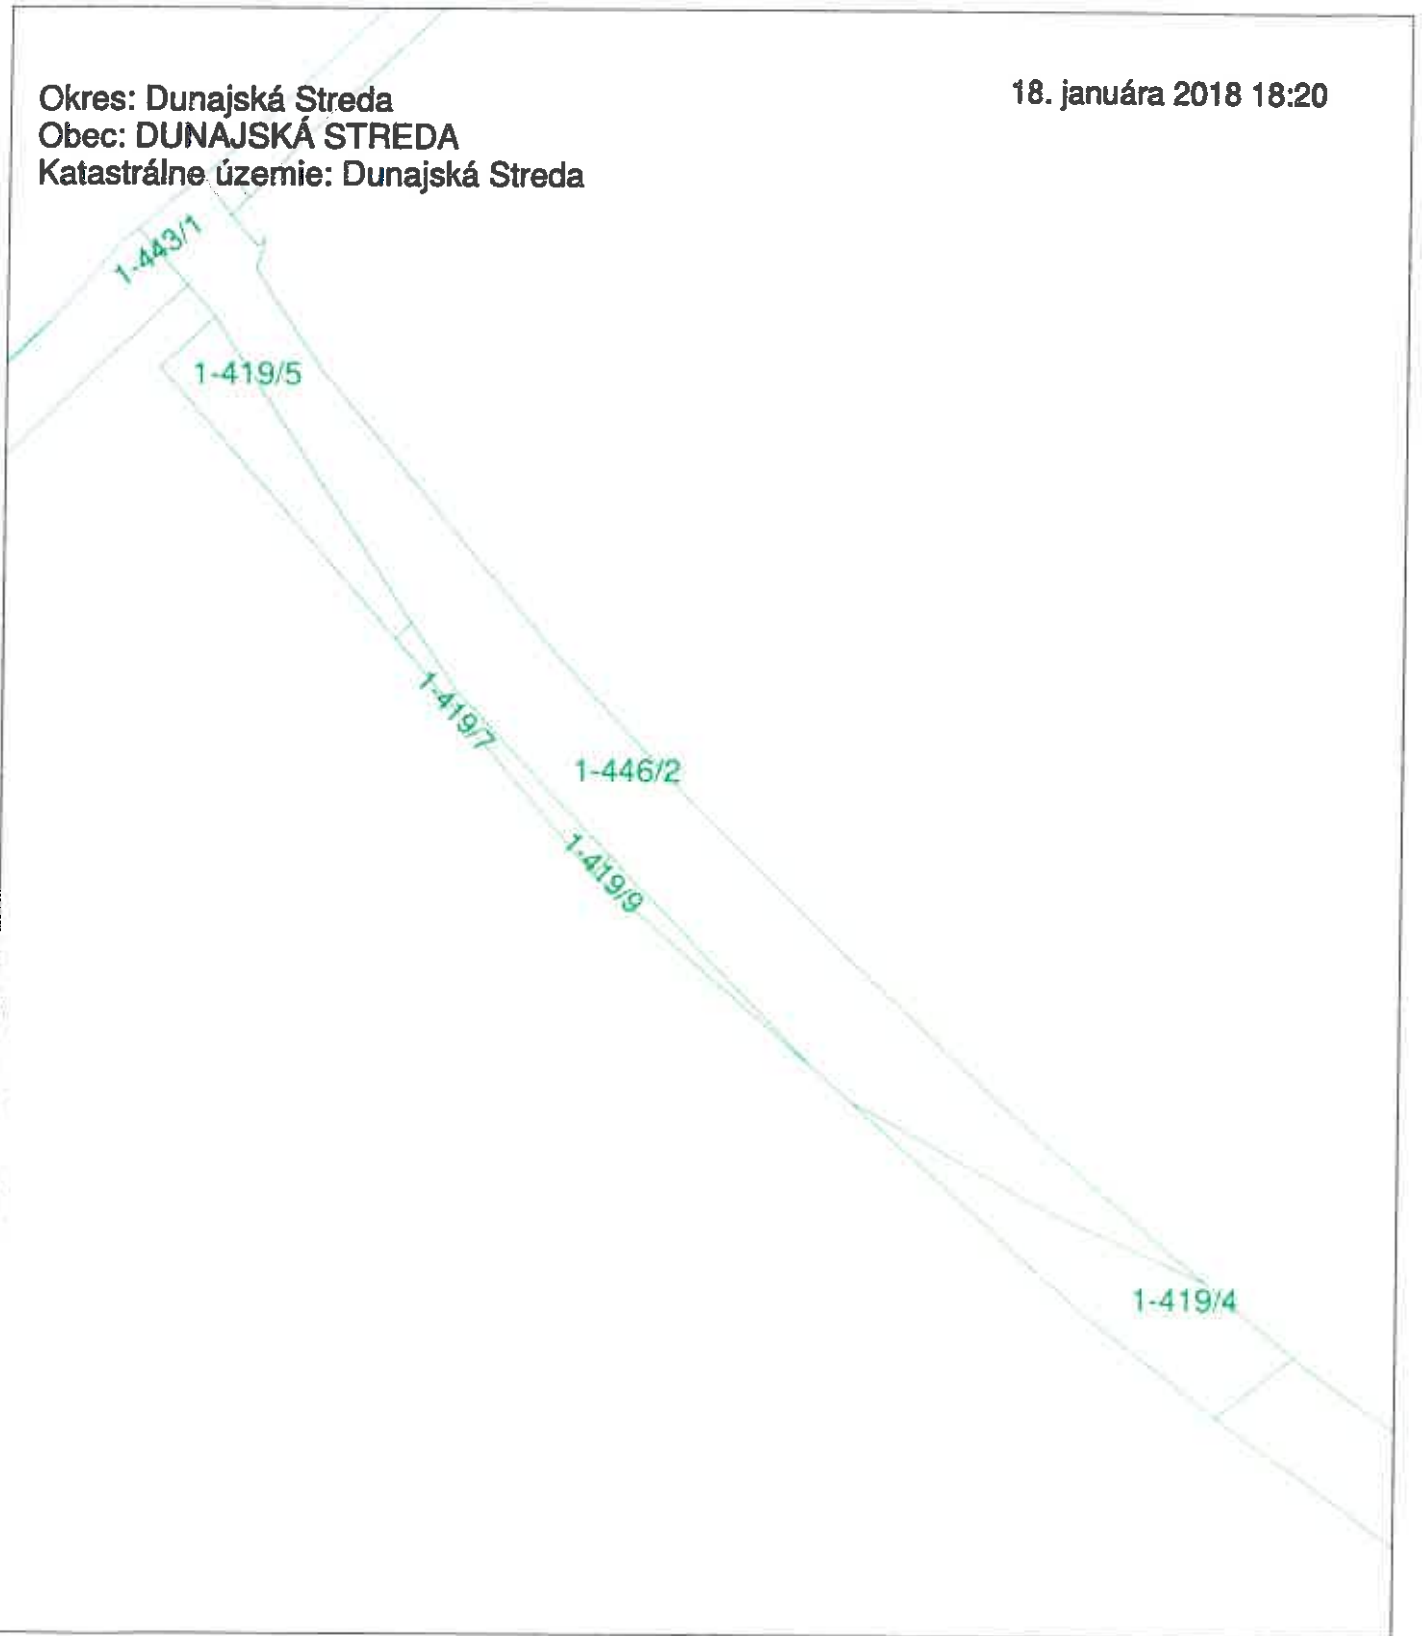 Okres: Dunajská Streda
18. januára 2018 18:20
Obec: DUNAJSKÁ STREDA
Katastrálne územie: Dunajská Streda
1-443/1
1-419/5
1-419/7
1-446/2
1-419/9
1-419/4